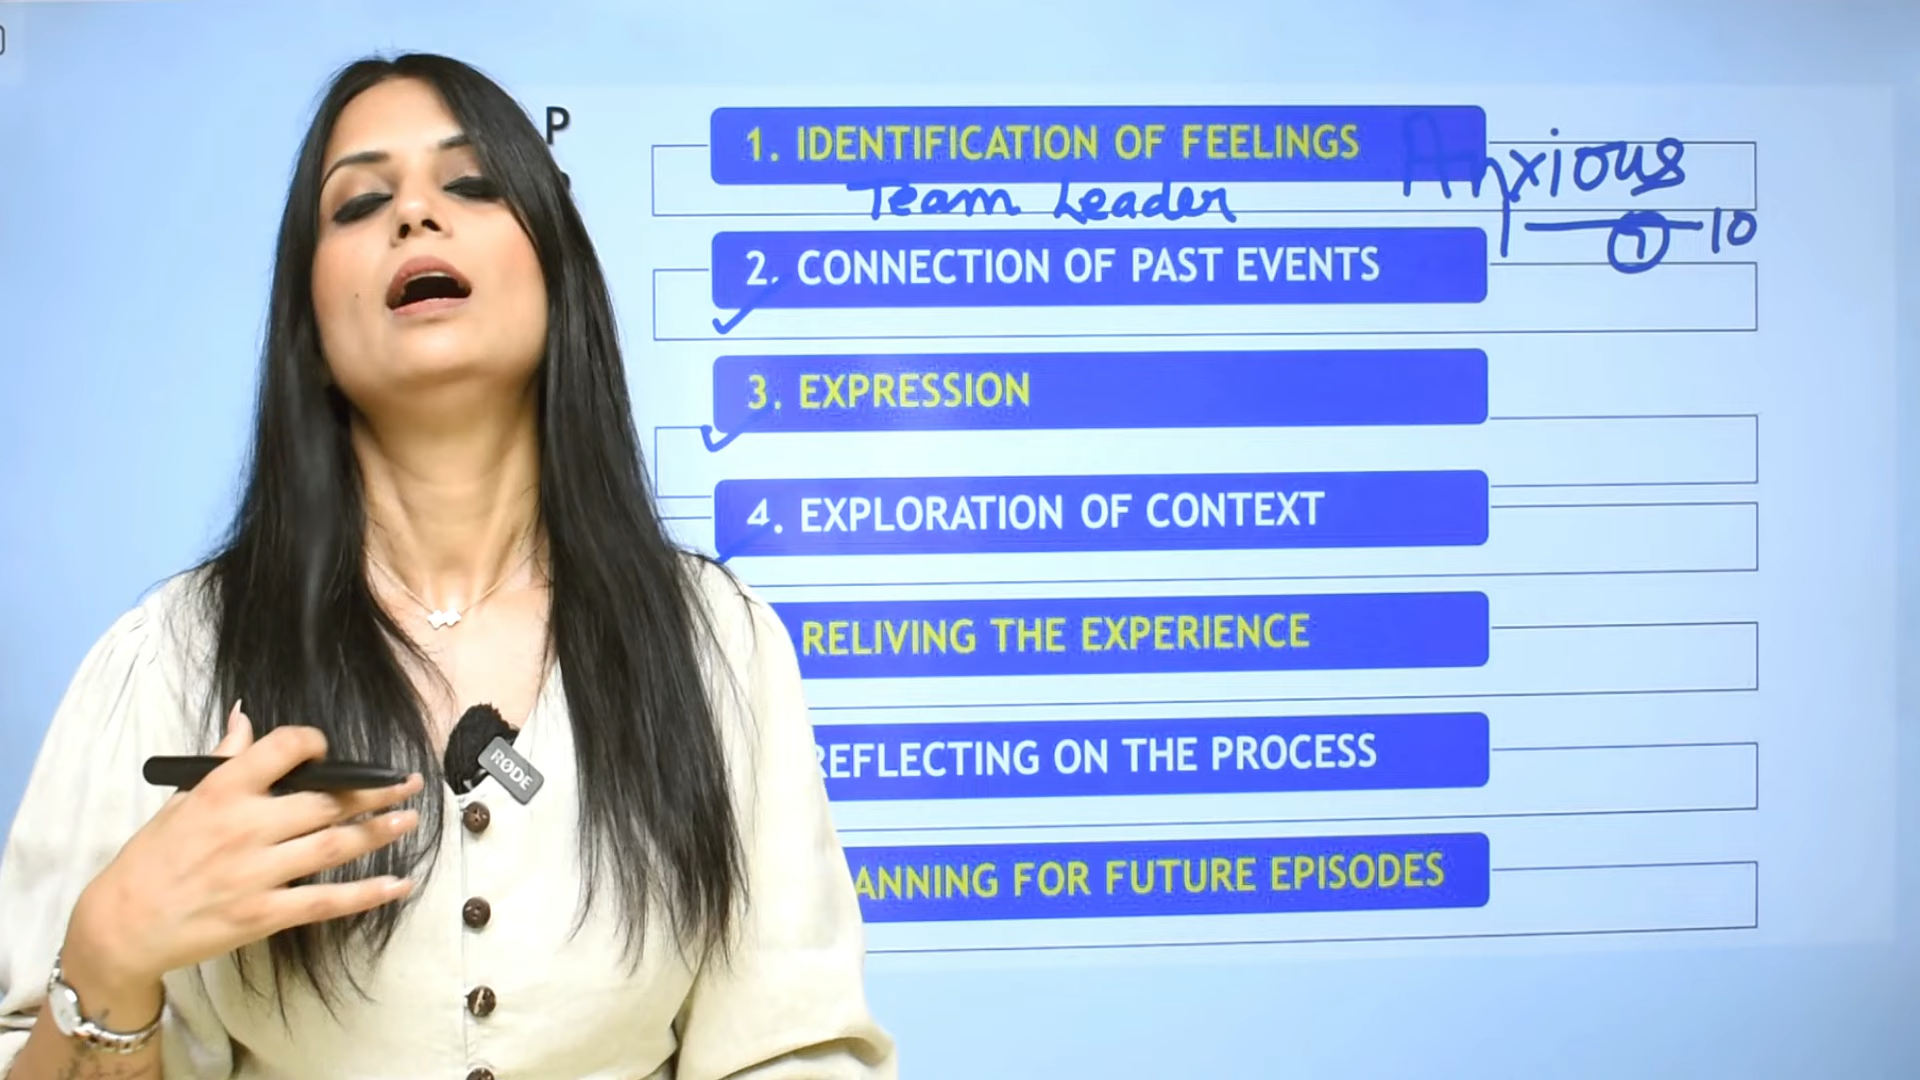 P
1. IDENTIFICATION OF FEELINGS
Anxious
Team Leader
1 — 7 — 10
2. CONNECTION OF PAST EVENTS
3. EXPRESSION
4. EXPLORATION OF CONTEXT
RELIVING THE EXPERIENCE
REFLECTING ON THE PROCESS
ANNING FOR FUTURE EPISODES
RØDE